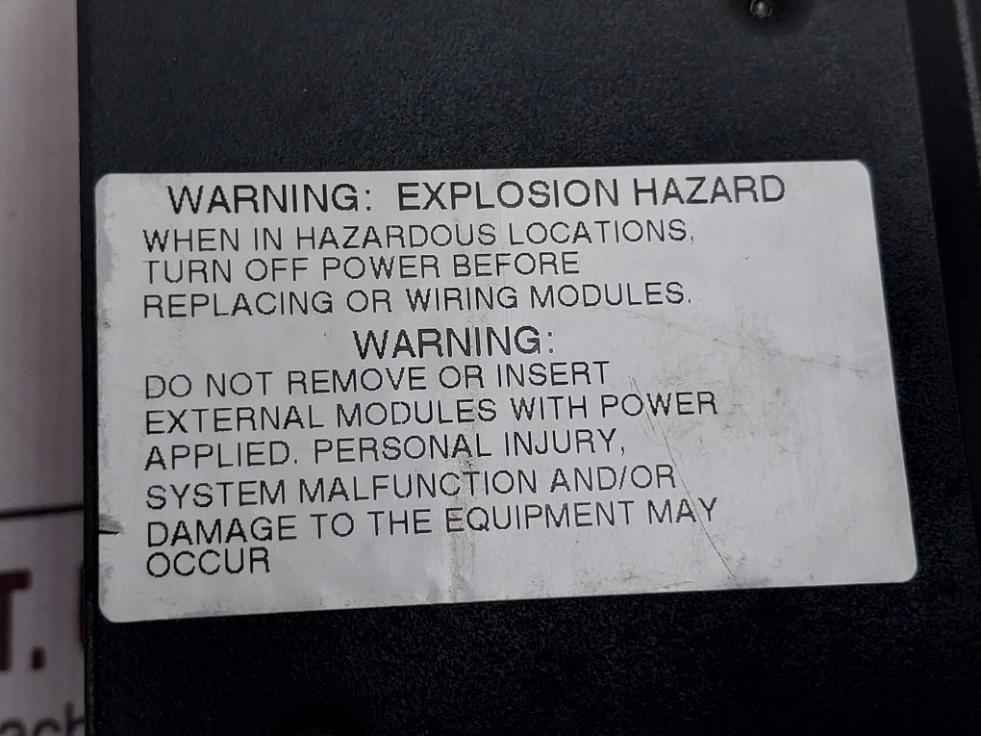 WARNING: EXPLOSION HAZARD
WHEN IN HAZARDOUS LOCATIONS,
TURN OFF POWER BEFORE
REPLACING OR WIRING MODULES.
WARNING:
DO NOT REMOVE OR INSERT
EXTERNAL MODULES WITH POWER
APPLIED. PERSONAL INJURY,
SYSTEM MALFUNCTION AND/OR
DAMAGE TO THE EQUIPMENT MAY
OCCUR
T.
ach